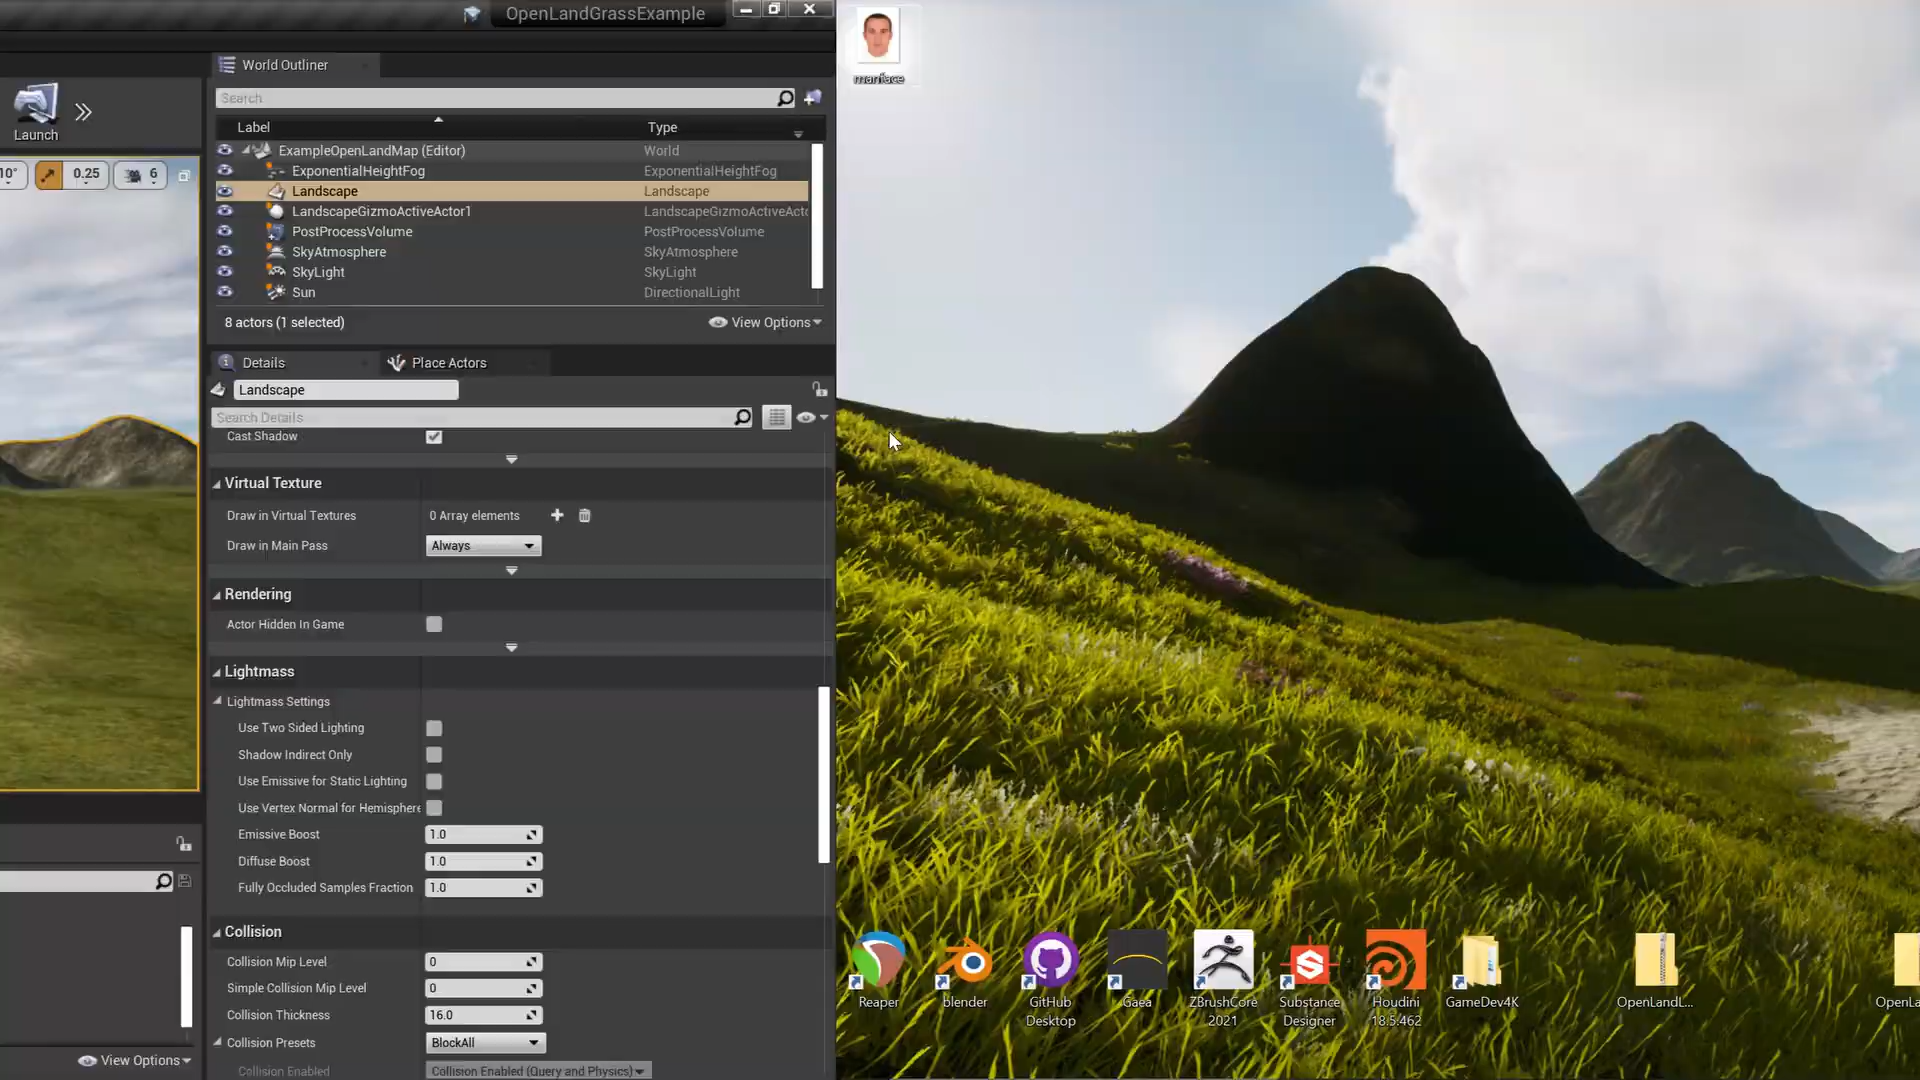 OpenLandGrassExample
World Outliner
Search
Launch
Label Type
ExampleOpenLandMap (Editor) World
10° 0.25 6
ExponentialHeightFog ExponentialHeightFog
Landscape Landscape
LandscapeGizmoActiveActor1 LandscapeGizmoActiveActo
PostProcessVolume PostProcessVolume
SkyAtmosphere SkyAtmosphere
SkyLight SkyLight
Sun DirectionalLight
8 actors (1 selected) View Options
Details Place Actors
Landscape
Search Details
Cast Shadow
Virtual Texture
Draw in Virtual Textures 0 Array elements
Draw in Main Pass Always
Rendering
Actor Hidden In Game
Lightmass
Lightmass Settings
Use Two Sided Lighting
Shadow Indirect Only
Use Emissive for Static Lighting
Use Vertex Normal for Hemisphere
Emissive Boost 1.0
Diffuse Boost 1.0
Fully Occluded Samples Fraction 1.0
Collision
Collision Mip Level 0
Simple Collision Mip Level 0
Collision Thickness 16.0
Collision Presets BlockAll
Collision Enabled Collision Enabled (Query and Physics)
View Options
manface
Reaper
blender
GitHub
Desktop
Gaea
ZBrushCore
2021
Substance
Designer
Houdini
18.5.462
GameDev4K
OpenLandL...
OpenLa